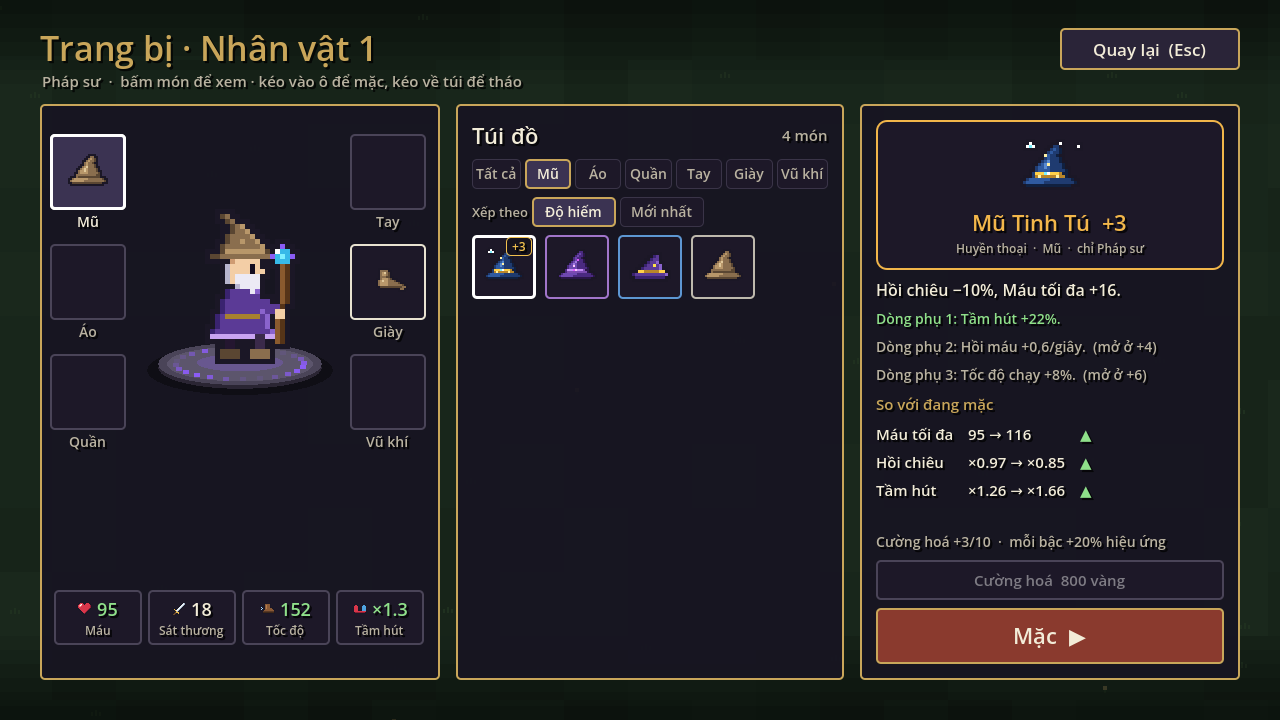 Trang bị · Nhân vật 1
Pháp sư · bấm món để xem · kéo vào ô để mặc, kéo về túi để tháo
Quay lại (Esc)
Mũ
Áo
Quần
Tay
Giày
Vũ khí
95
Máu
18
Sát thương
152
Tốc độ
×1.3
Tầm hút
Túi đồ
4 món
Tất cả Mũ Áo Quần Tay Giày Vũ khí
Xếp theo Độ hiếm Mới nhất
+3
Mũ Tinh Tú +3
Huyền thoại · Mũ · chỉ Pháp sư
Hồi chiêu −10%, Máu tối đa +16.
Dòng phụ 1: Tầm hút +22%.
Dòng phụ 2: Hồi máu +0,6/giây. (mở ở +4)
Dòng phụ 3: Tốc độ chạy +8%. (mở ở +6)
So với đang mặc
Máu tối đa 95 → 116 ▲
Hồi chiêu ×0.97 → ×0.85 ▲
Tầm hút ×1.26 → ×1.66 ▲
Cường hoá +3/10 · mỗi bậc +20% hiệu ứng
Cường hoá 800 vàng
Mặc ▶